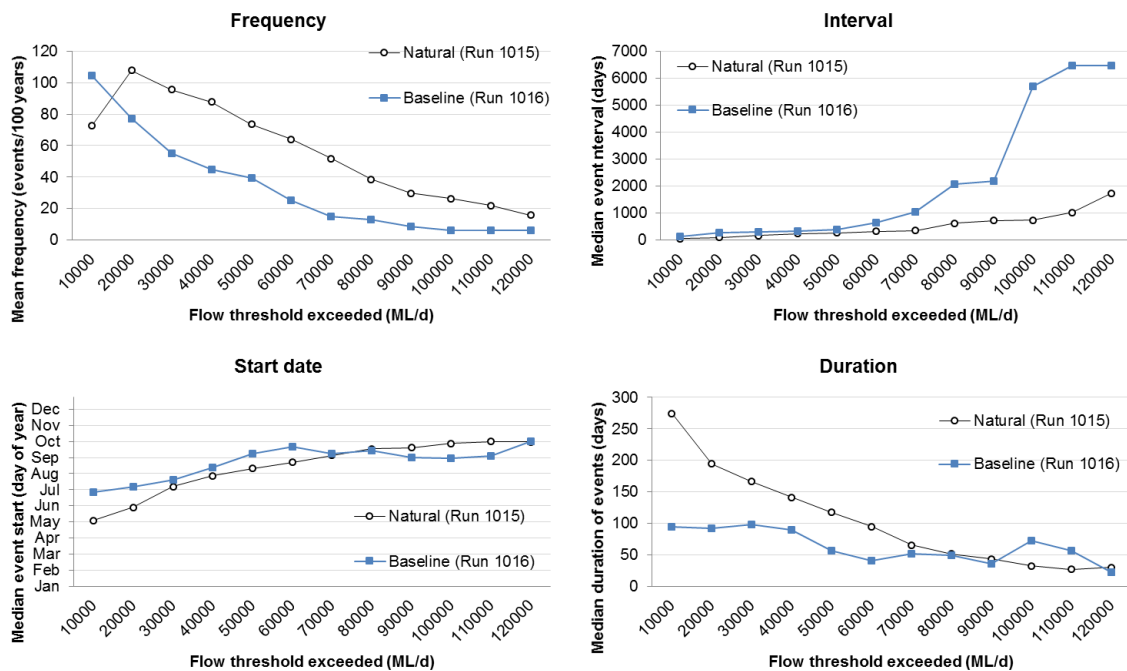 Frequency
Mean frequency (events/100 years)
120
100
80
60
40
20
0
Natural (Run 1015)
Baseline (Run 1016)
10000
20000
30000
40000
50000
60000
70000
80000
90000
100000
110000
120000
Flow threshold exceeded (ML/d)
Interval
Median event nterval (days)
7000
6000
5000
4000
3000
2000
1000
0
Natural (Run 1015)
Baseline (Run 1016)
10000
20000
30000
40000
50000
60000
70000
80000
90000
100000
110000
120000
Flow threshold exceeded (ML/d)
Start date
Median event start (day of year)
Dec
Nov
Oct
Sep
Aug
Jul
Jun
May
Apr
Mar
Feb
Jan
Natural (Run 1015)
Baseline (Run 1016)
10000
20000
30000
40000
50000
60000
70000
80000
90000
100000
110000
120000
Flow threshold exceeded (ML/d)
Duration
Median duration of events (days)
300
250
200
150
100
50
0
Natural (Run 1015)
Baseline (Run 1016)
10000
20000
30000
40000
50000
60000
70000
80000
90000
100000
110000
120000
Flow threshold exceeded (ML/d)